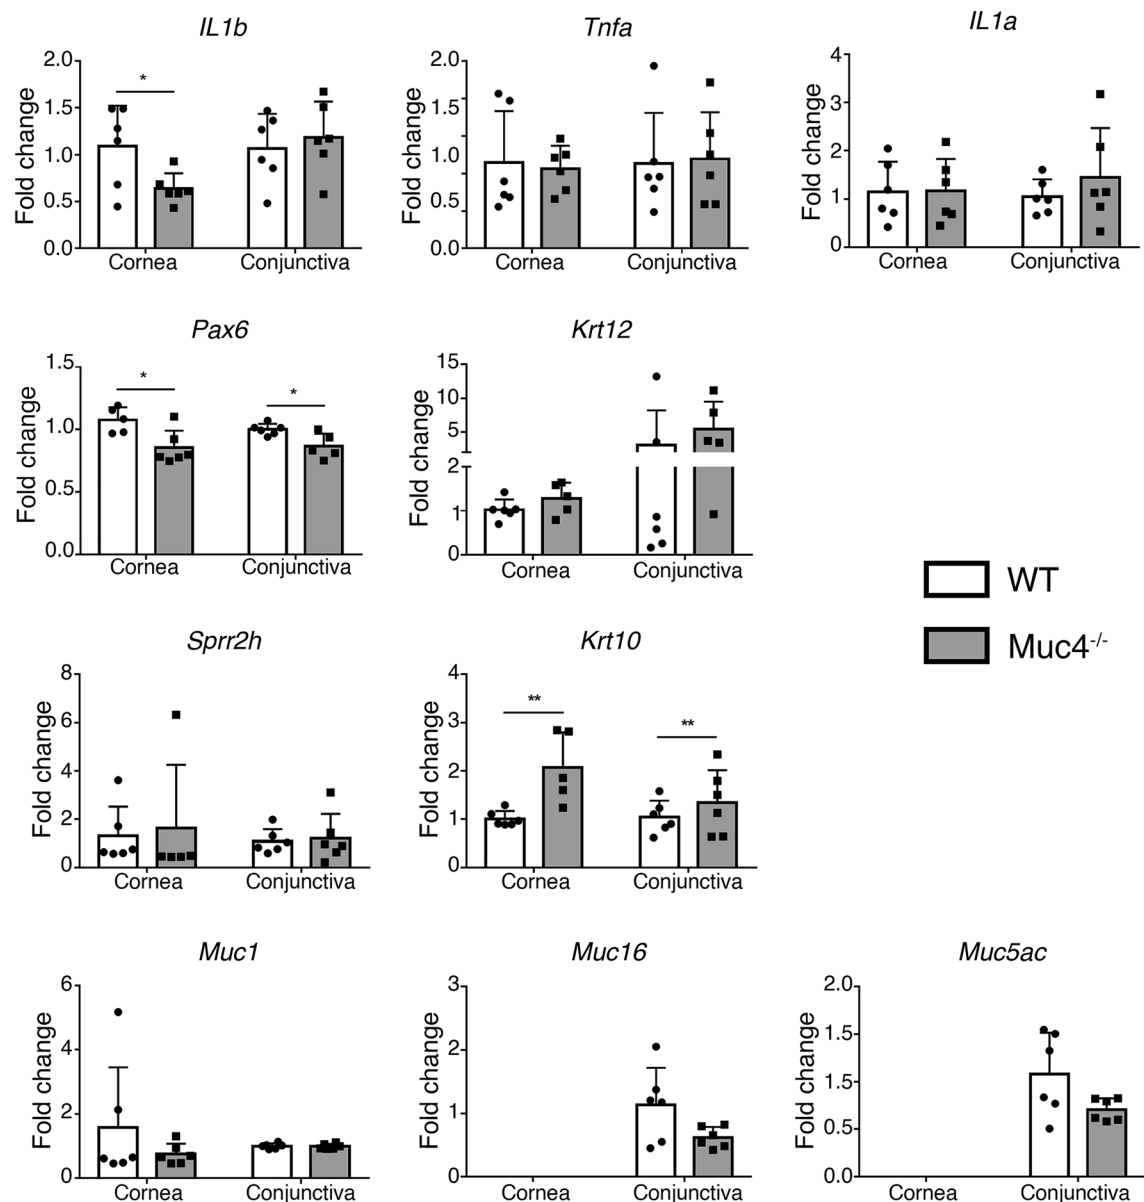 IL1b
Fold change
2.0
1.5
1.0
0.5
0.0
*
Cornea
Conjunctiva
Tnfa
Fold change
2.0
1.5
1.0
0.5
0.0
Cornea
Conjunctiva
IL1a
Fold change
4
3
2
1
0
Cornea
Conjunctiva
Pax6
Fold change
1.5
1.0
0.5
0.0
*
*
Cornea
Conjunctiva
Krt12
Fold change
15
10
5
2
1
0
Cornea
Conjunctiva
WT
Muc4-/-
Sprr2h
Fold change
8
6
4
2
0
Cornea
Conjunctiva
Krt10
Fold change
4
3
2
1
0
**
**
Cornea
Conjunctiva
Muc1
Fold change
6
4
2
0
Cornea
Conjunctiva
Muc16
Fold change
3
2
1
0
Cornea
Conjunctiva
Muc5ac
Fold change
2.0
1.5
1.5
0.5
0.0
Cornea
Conjunctiva